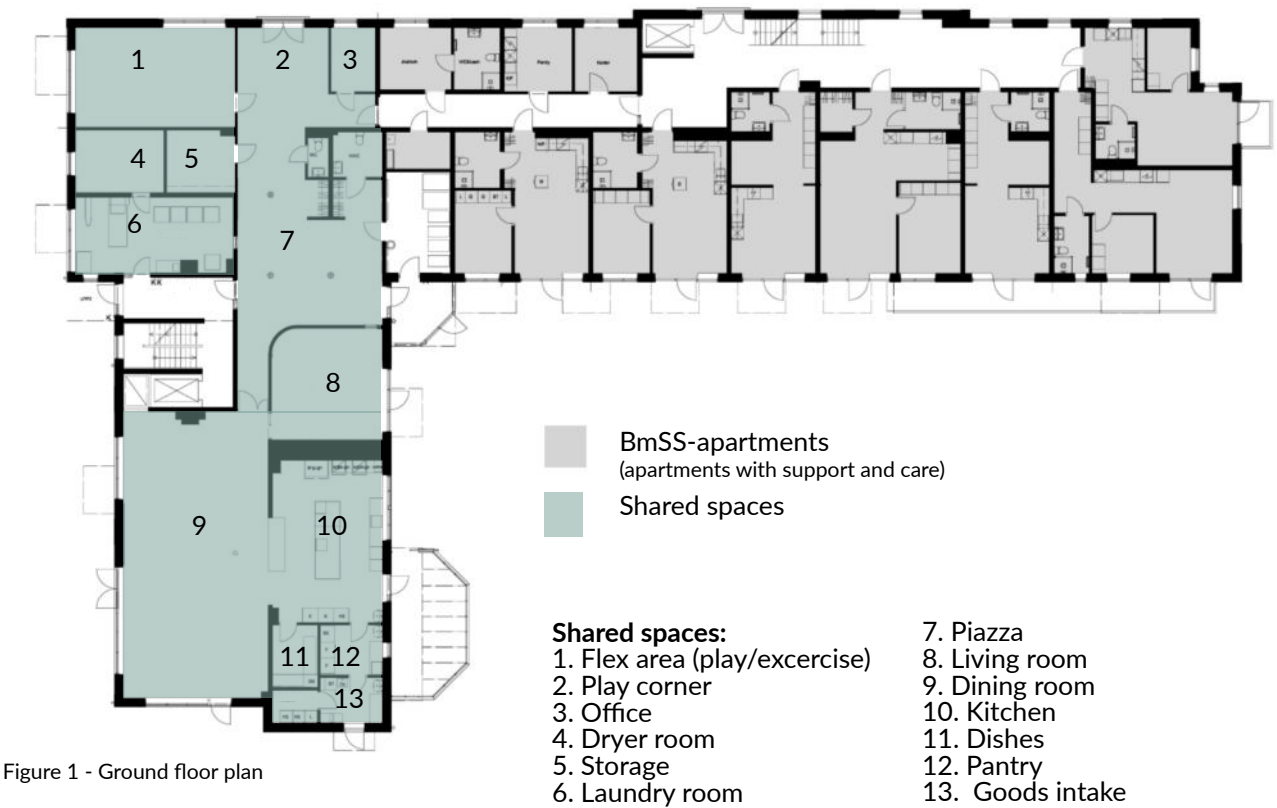 1
2
3
4
5
6
7
8
9
10
11
12
13
KK
WC
BmSS-apartments
(apartments with support and care)
Shared spaces
Shared spaces:
1. Flex area (play/excercise)
2. Play corner
3. Office
4. Dryer room
5. Storage
6. Laundry room
7. Piazza
8. Living room
9. Dining room
10. Kitchen
11. Dishes
12. Pantry
13. Goods intake
Figure 1 - Ground floor plan